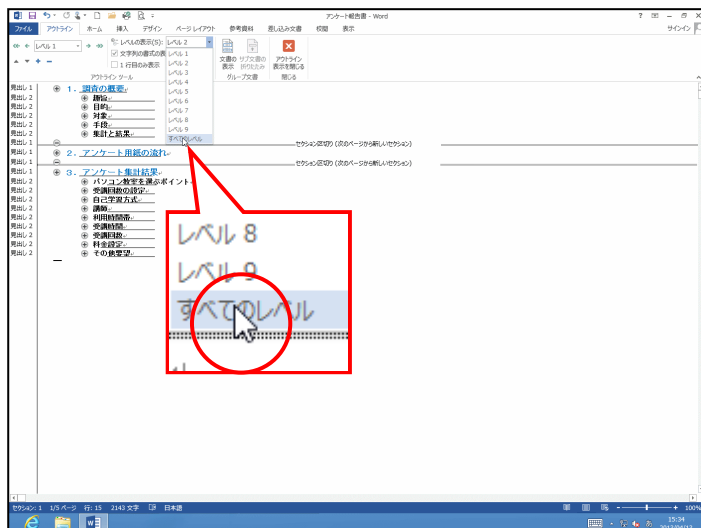 アンケート報告書 - Word
ファイル アウトライン ホーム 挿入 デザイン ページ レイアウト 参考資料 差し込み文書 校閲 表示 サインイン
レベル 1 レベルの表示(S): レベル 2
文字列の書式の表
1 行目のみ表示
文書の表示 サブ文書の折りたたみ アウトライン表示を閉じる
アウトライン ツール グループ文書 閉じる
レベル 1
レベル 2
レベル 3
レベル 4
レベル 5
レベル 6
レベル 7
レベル 8
レベル 9
すべてのレベル
見出し 1 1. 調査の概要
見出し 2 趣旨
見出し 2 目的
見出し 2 対象
見出し 2 手段
見出し 2 集計と結果
見出し 1 セクション区切り (次のページから新しいセクション)
見出し 1 2. アンケート用紙の流れ
見出し 1 セクション区切り (次のページから新しいセクション)
見出し 1 3. アンケート集計結果
見出し 2 パソコン教室を選ぶポイント
見出し 2 受講回数の設定
見出し 2 自己学習方式
見出し 2 講師
見出し 2 利用時間帯
見出し 2 受講時間
見出し 2 受講回数
見出し 2 料金設定
見出し 2 その他要望
レベル 8
レベル 9
すべてのレベル
セクション: 1 1/5 ページ 行: 15 2143 文字 日本語 100%
15:34